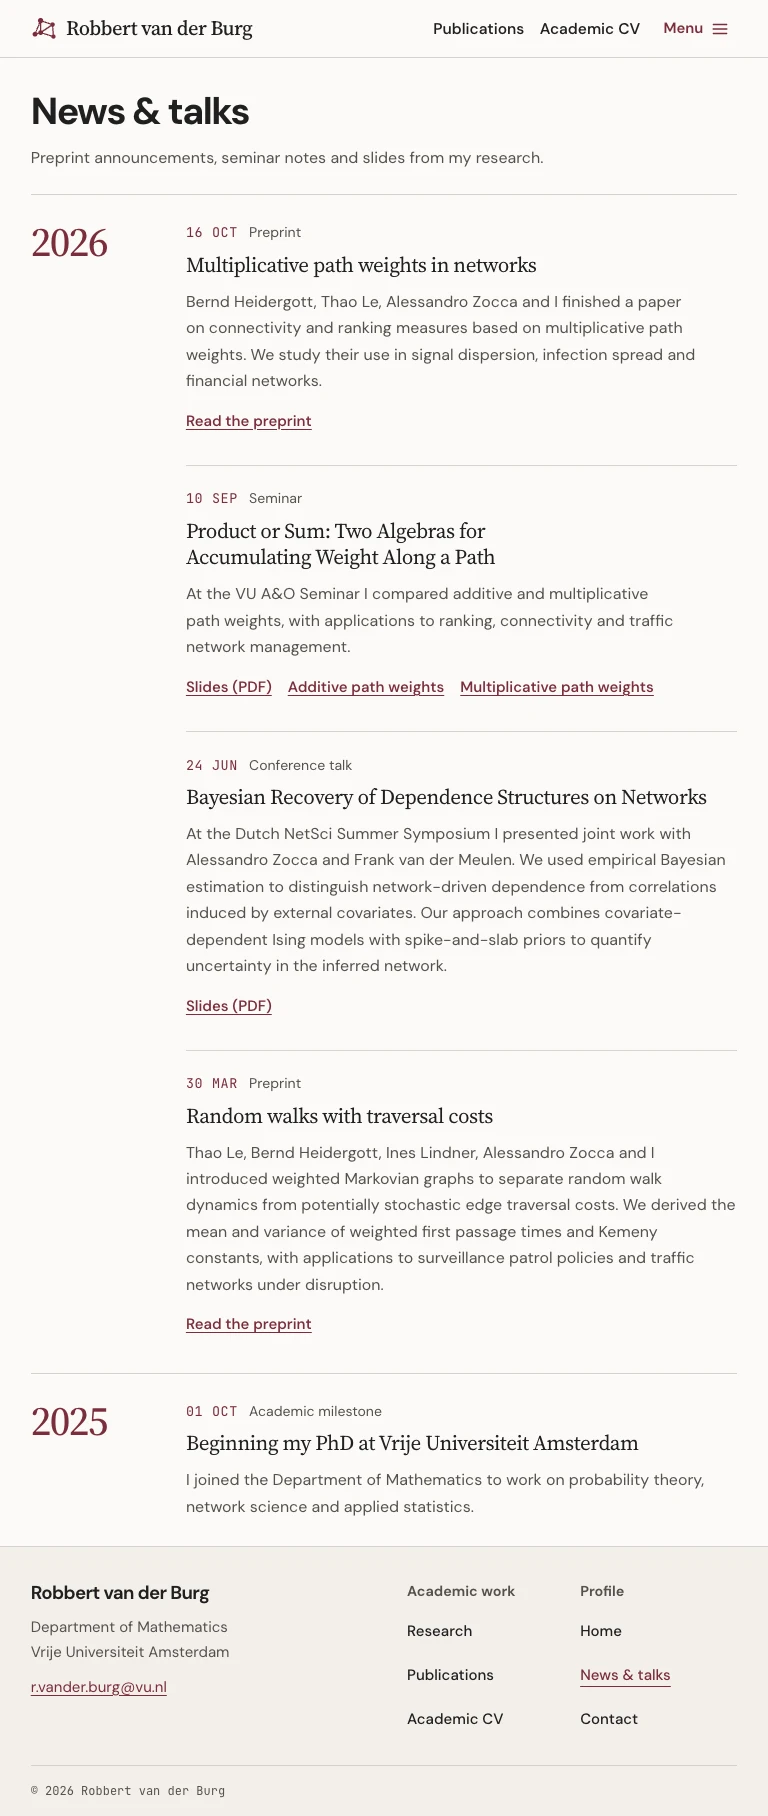 Robbert van der Burg
Publications Academic CV Menu
News & talks
Preprint announcements, seminar notes and slides from my research.
2026
16 OCT Preprint
Multiplicative path weights in networks
Bernd Heidergott, Thao Le, Alessandro Zocca and I finished a paper
on connectivity and ranking measures based on multiplicative path
weights. We study their use in signal dispersion, infection spread and
financial networks.
Read the preprint
10 SEP Seminar
Product or Sum: Two Algebras for
Accumulating Weight Along a Path
At the VU A&O Seminar I compared additive and multiplicative
path weights, with applications to ranking, connectivity and traffic
network management.
Slides (PDF) Additive path weights Multiplicative path weights
24 JUN Conference talk
Bayesian Recovery of Dependence Structures on Networks
At the Dutch NetSci Summer Symposium I presented joint work with
Alessandro Zocca and Frank van der Meulen. We used empirical Bayesian
estimation to distinguish network-driven dependence from correlations
induced by external covariates. Our approach combines covariate-
dependent Ising models with spike-and-slab priors to quantify
uncertainty in the inferred network.
Slides (PDF)
30 MAR Preprint
Random walks with traversal costs
Thao Le, Bernd Heidergott, Ines Lindner, Alessandro Zocca and I
introduced weighted Markovian graphs to separate random walk
dynamics from potentially stochastic edge traversal costs. We derived the
mean and variance of weighted first passage times and Kemeny
constants, with applications to surveillance patrol policies and traffic
networks under disruption.
Read the preprint
2025
01 OCT Academic milestone
Beginning my PhD at Vrije Universiteit Amsterdam
I joined the Department of Mathematics to work on probability theory,
network science and applied statistics.
Robbert van der Burg
Department of Mathematics
Vrije Universiteit Amsterdam
r.vander.burg@vu.nl
Academic work
Research
Publications
Academic CV
Profile
Home
News & talks
Contact
© 2026 Robbert van der Burg